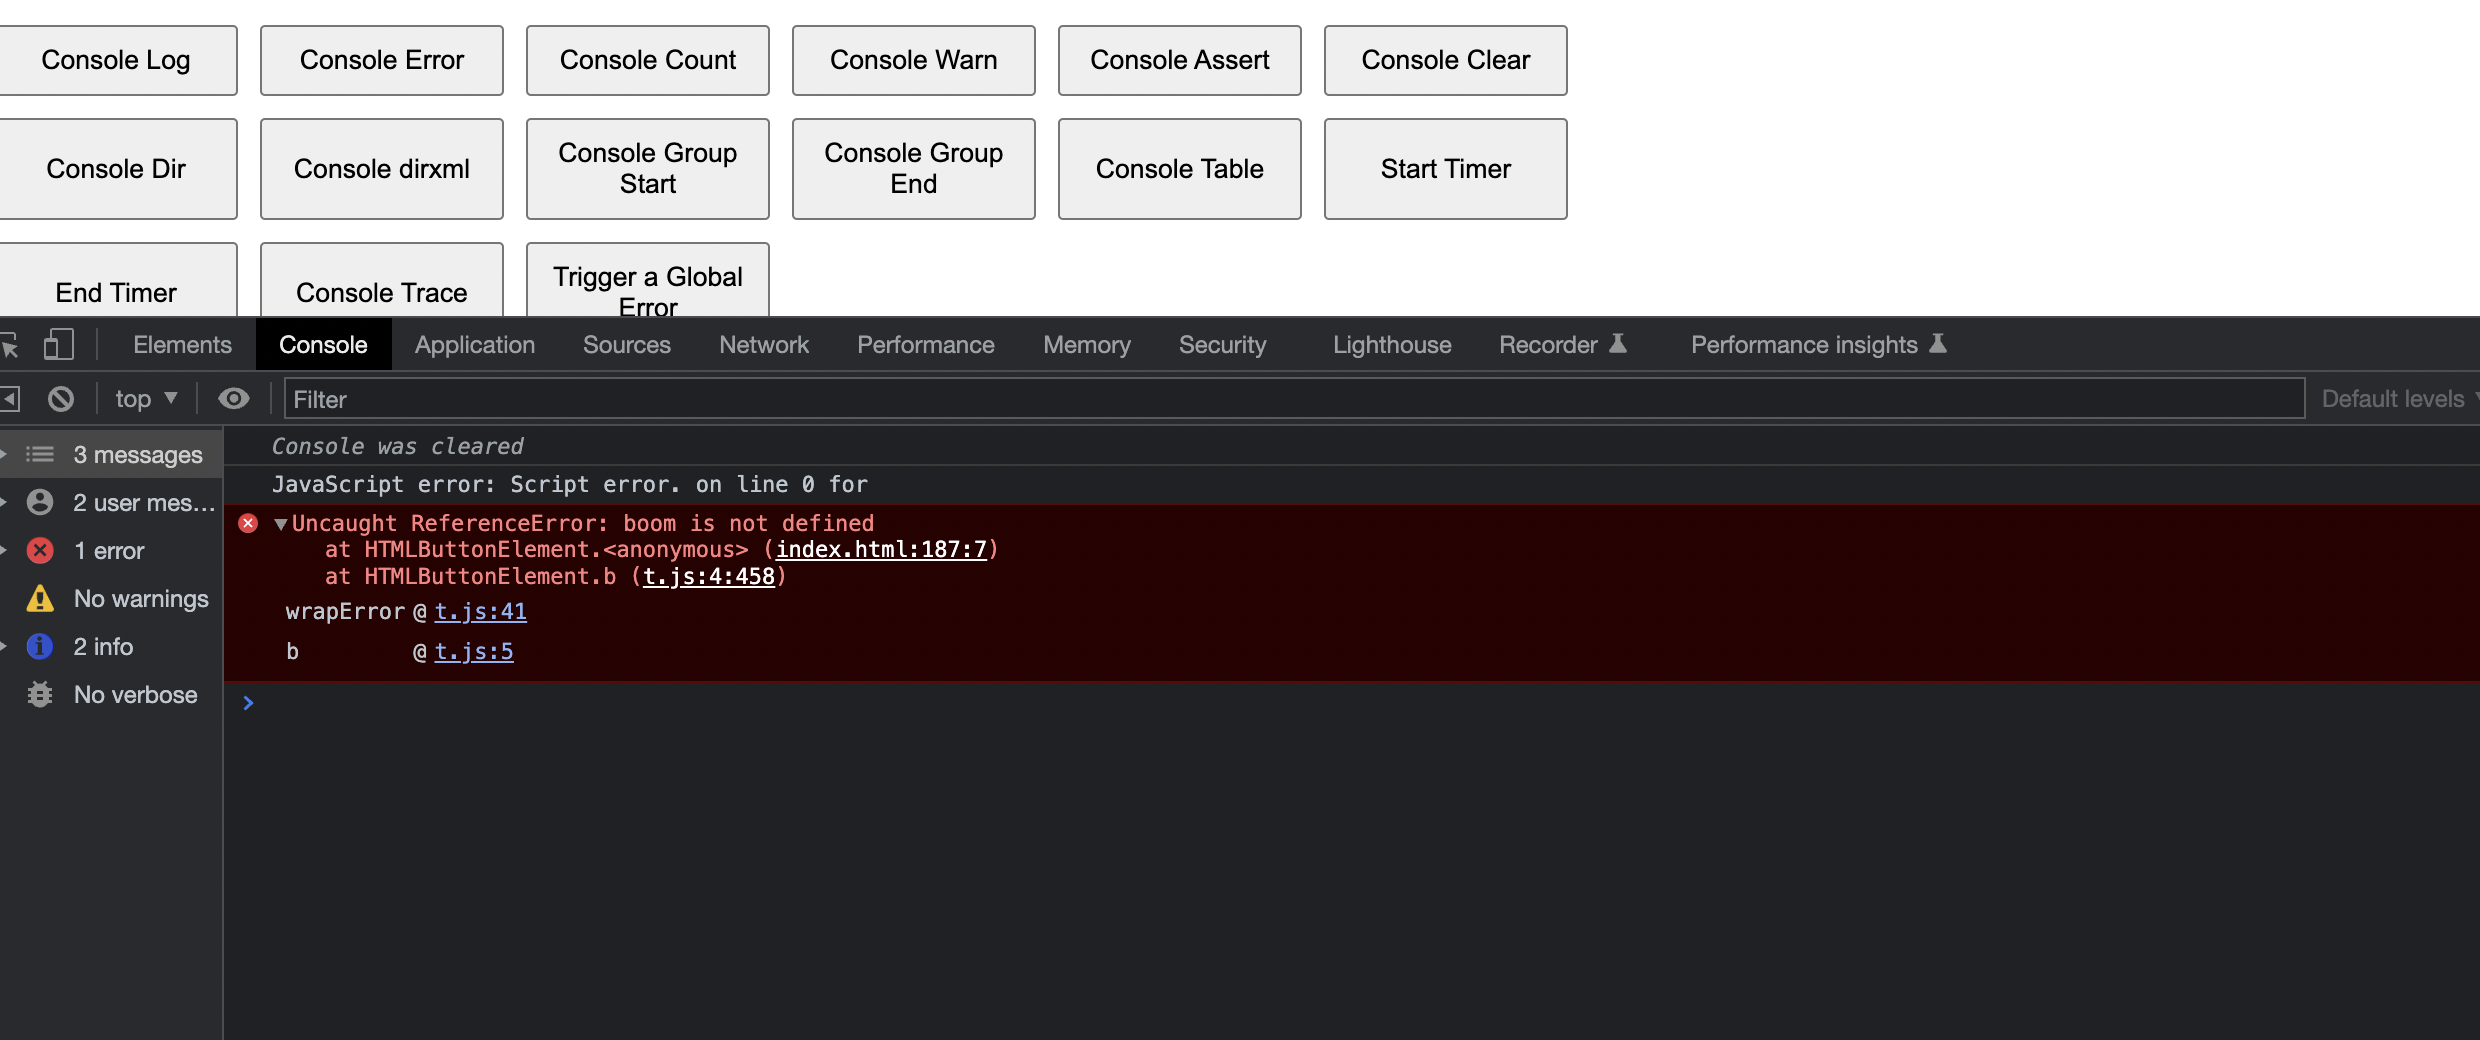 Console Log Console Error Console Count Console Warn Console Assert Console Clear
Console Dir Console dirxml Console Group Start Console Group End Console Table Start Timer
End Timer Console Trace Trigger a Global Error
Elements Console Application Sources Network Performance Memory Security Lighthouse Recorder Performance insights
top Filter Default levels
3 messages
2 user mes...
1 error
No warnings
2 info
No verbose
Console was cleared
JavaScript error: Script error. on line 0 for
Uncaught ReferenceError: boom is not defined
at HTMLButtonElement.<anonymous> (index.html:187:7)
at HTMLButtonElement.b (t.js:4:458)
wrapError @ t.js:41
b @ t.js:5